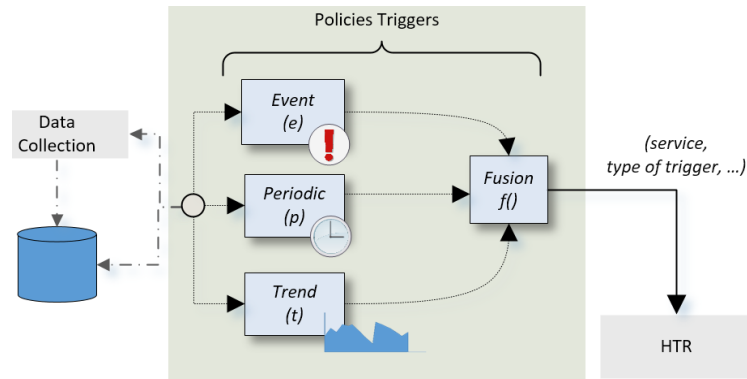 Policies Triggers
Data
Collection
Event
(e)
Periodic
(p)
Trend
(t)
Fusion
f()
(service,
type of trigger, ...)
HTR